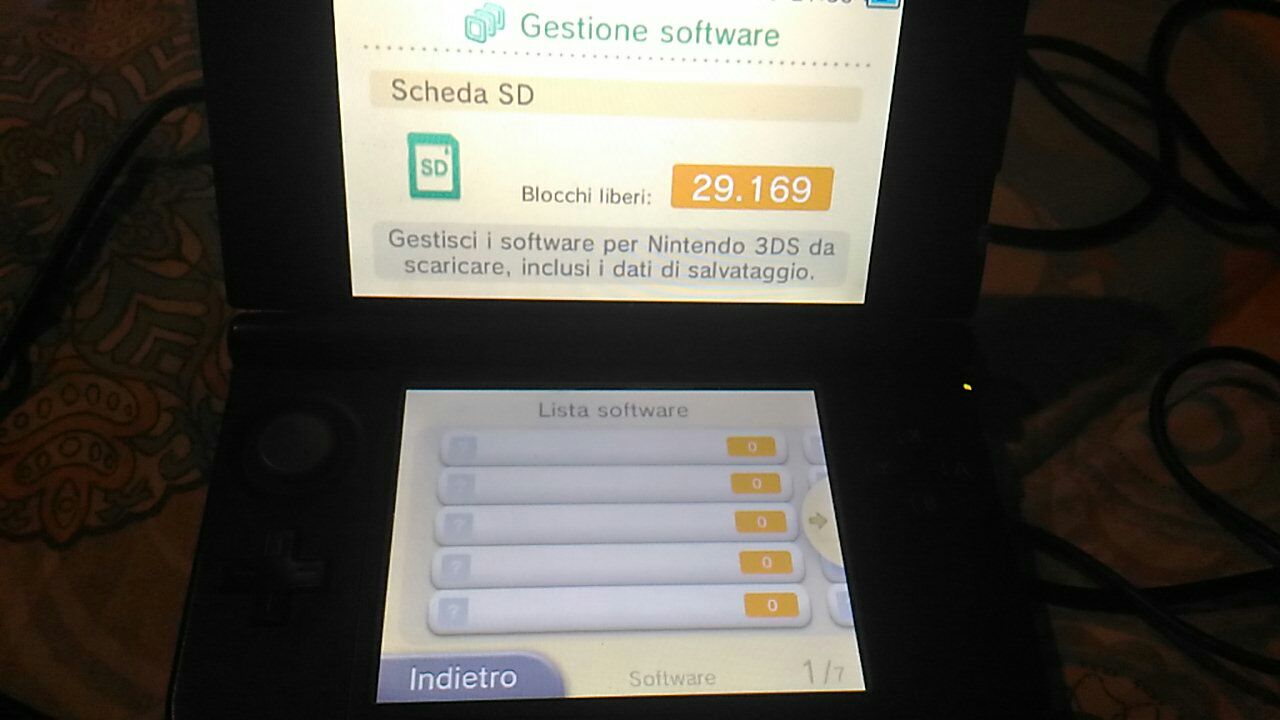 Gestione software
Scheda SD
SD
Blocchi liberi: 29.169
Gestisci i software per Nintendo 3DS da
scaricare, inclusi i dati di salvataggio.
Lista software
? 0
? 0
? 0
? 0
? 0
Indietro
Software
1/7